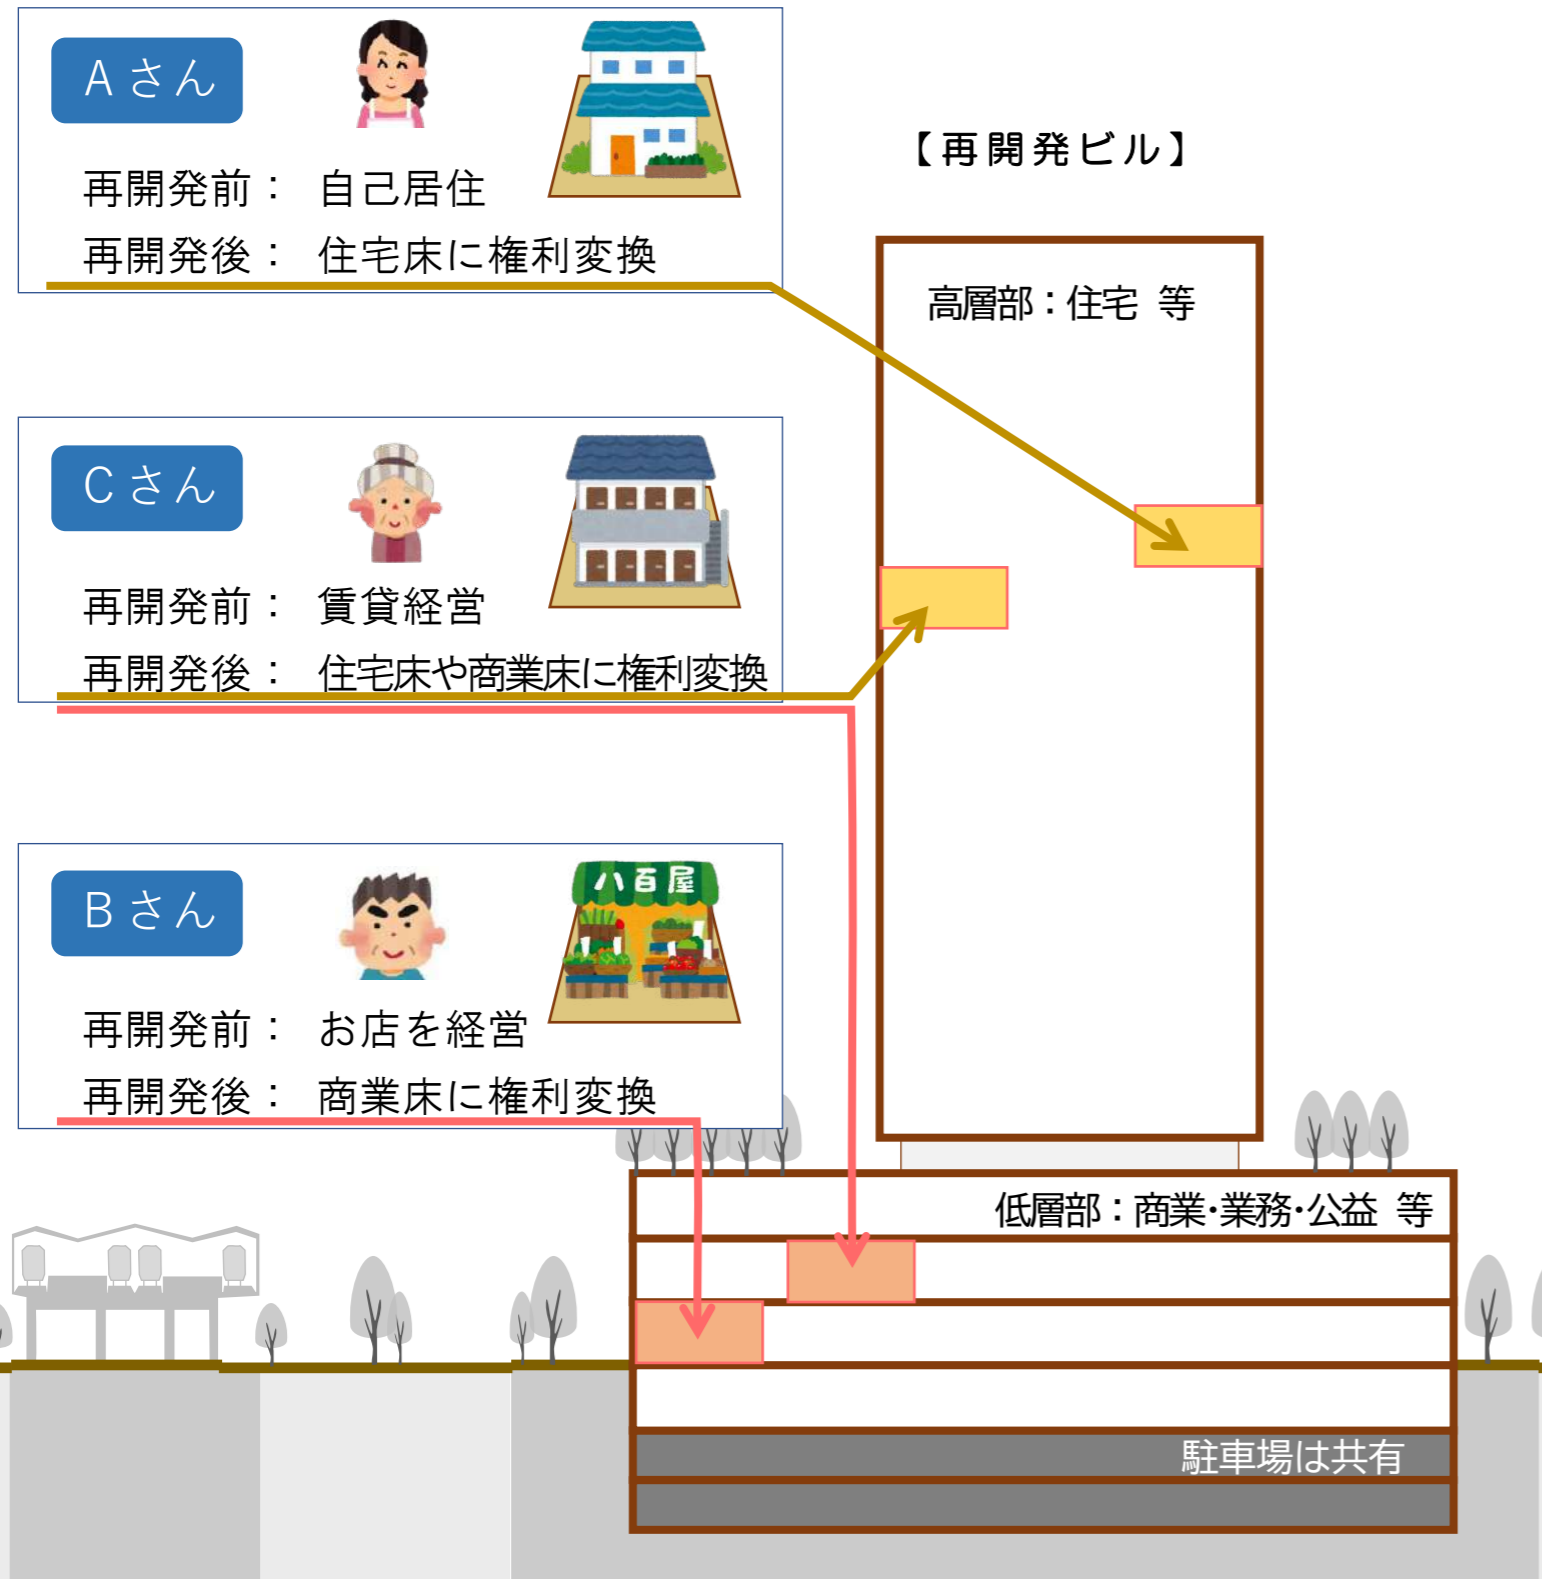 Aさん
再開発前： 自己居住
再開発後： 住宅床に権利変換
Cさん
再開発前： 賃貸経営
再開発後： 住宅床や商業床に権利変換
Bさん
八百屋
再開発前： お店を経営
再開発後： 商業床に権利変換
【再開発ビル】
高層部：住宅 等
低層部：商業・業務・公益 等
駐車場は共有